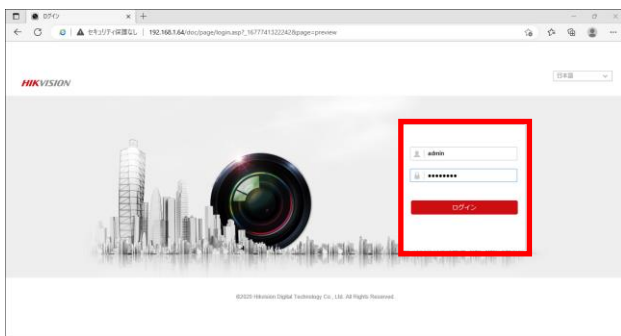 ログイン
セキュリティ保護なし | 192.168.1.64/doc/page/login.asp?_1677741322242&page=preview
HIKVISION
日本語
admin
••••••••
ログイン
©2020 Hikvision Digital Technology Co., Ltd. All Rights Reserved.